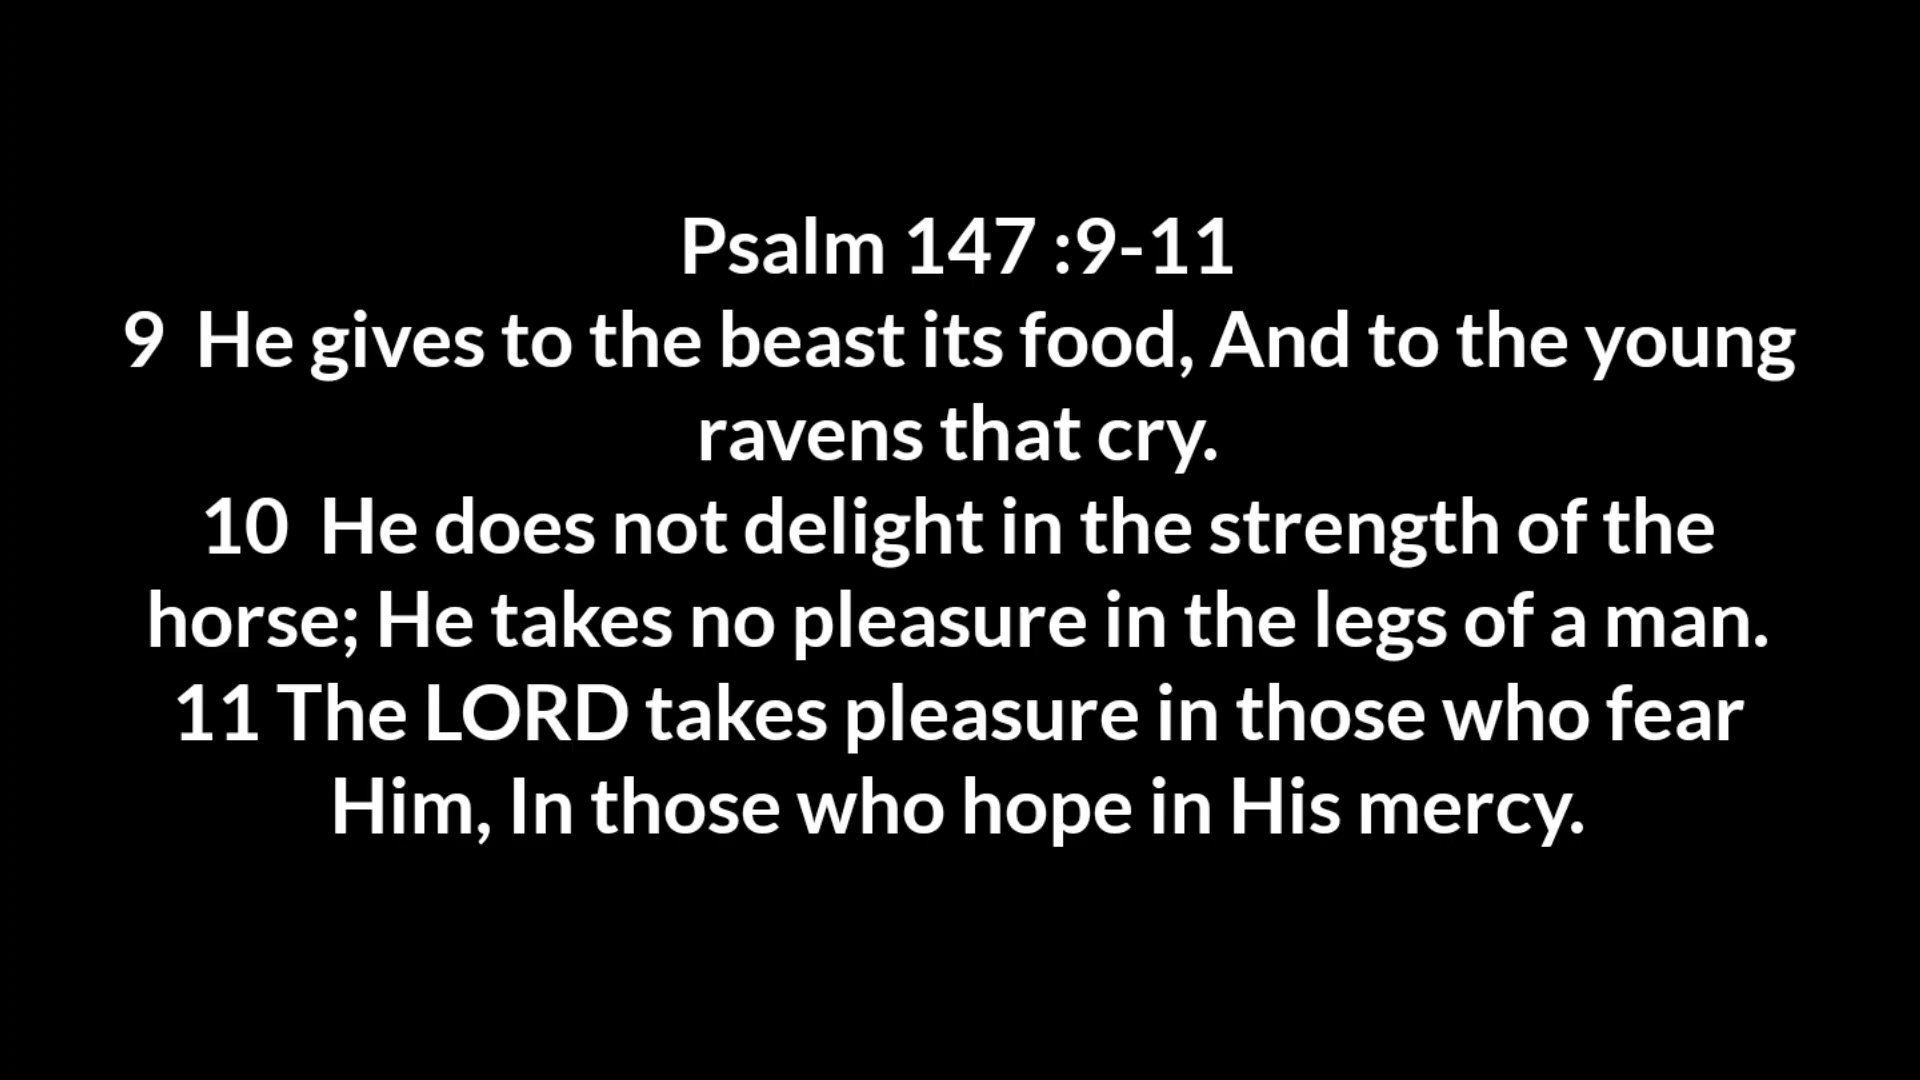 Psalm 147 :9-11
9  He gives to the beast its food, And to the young
ravens that cry.
10  He does not delight in the strength of the
horse; He takes no pleasure in the legs of a man.
11 The LORD takes pleasure in those who fear
Him, In those who hope in His mercy.